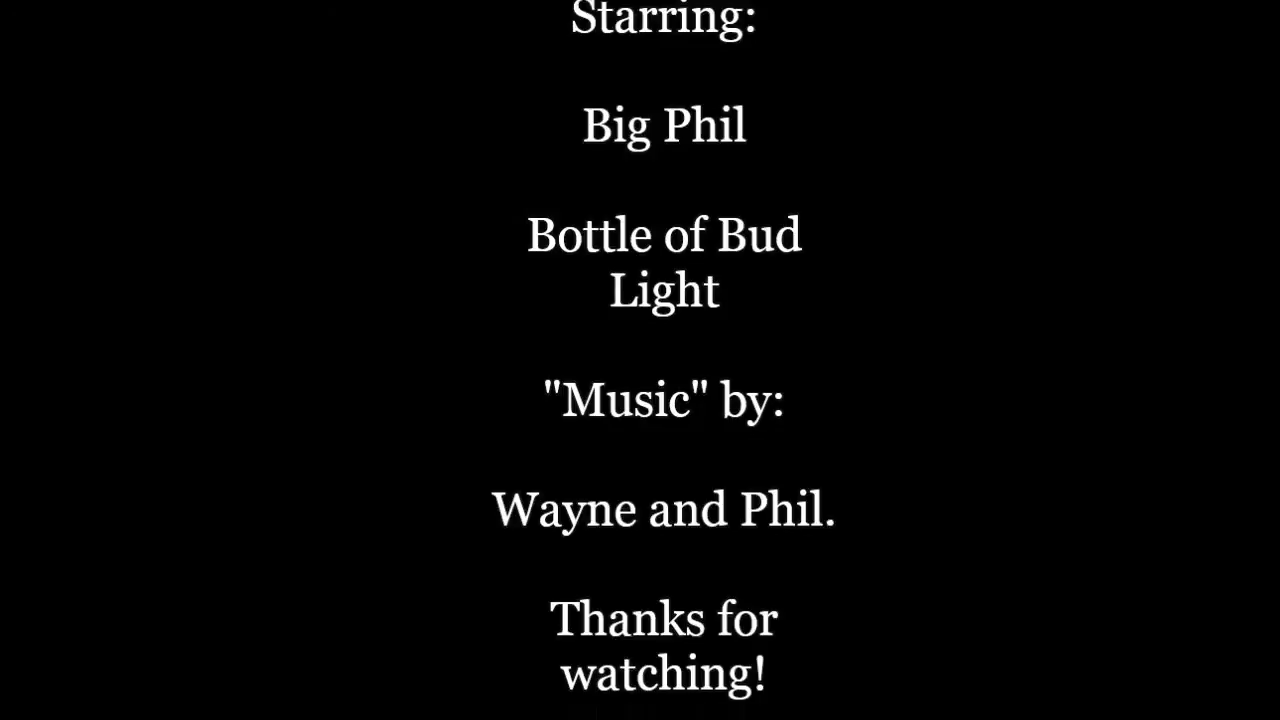 Starring:
Big Phil
Bottle of Bud
Light
"Music" by:
Wayne and Phil.
Thanks for
watching!